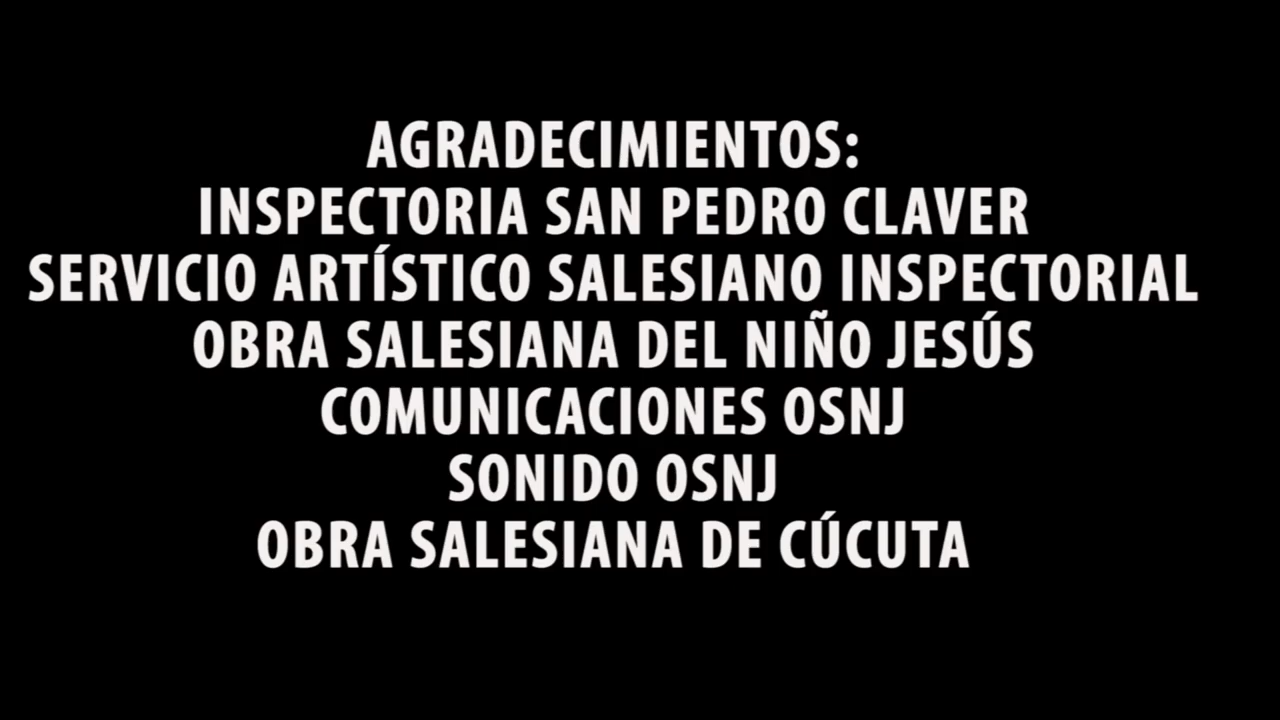 AGRADECIMIENTOS:
INSPECTORIA SAN PEDRO CLAVER
SERVICIO ARTÍSTICO SALESIANO INSPECTORIAL
OBRA SALESIANA DEL NIÑO JESÚS
COMUNICACIONES OSNJ
SONIDO OSNJ
OBRA SALESIANA DE CÚCUTA